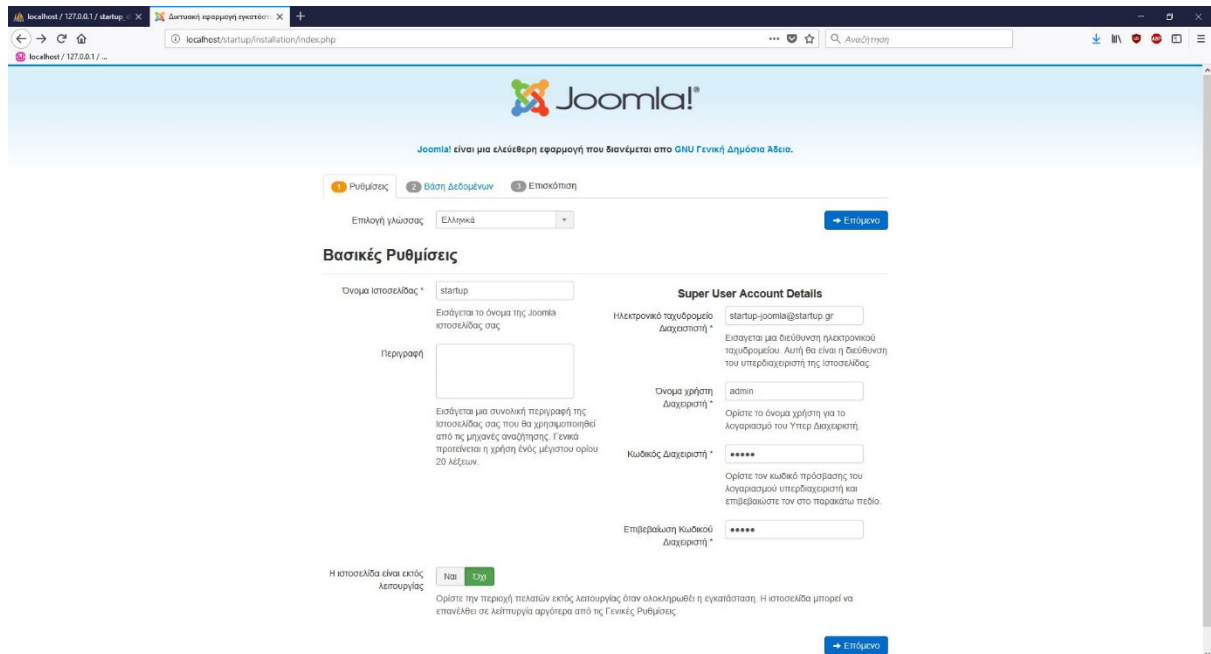 localhost / 127.0.0.1 / startup_d
Δικτυακή εφαρμογή εγκατάστα
localhost/startup/installation/index.php
Αναζήτηση
localhost / 127.0.0.1 / ...
Joomla!®
Joomla! είναι μια ελεύθερη εφαρμογή που διανέμεται απο GNU Γενική Δημόσια Άδεια.
1 Ρυθμίσεις 2 Βάση Δεδομένων 3 Επισκόπιση
Επιλογή γλώσσας Ελληνικά Επόμενο
Βασικές Ρυθμίσεις
Όνομα Ιστοσελίδας * startup
Εισάγεται το όνομα της Joomla
ιστοσελίδας σας
Περιγραφή
Εισάγεται μια συνολική περιγραφή της
Ιστοσελίδας σας που θα χρησιμοποιηθεί
από τις μηχανές αναζήτησης. Γενικά
προτείνεται η χρήση ένός μέγιστου ορίου
20 λέξεων.
Super User Account Details
Ηλεκτρονικό ταχυδρομείο
Διαχειριστή *
startup-joomla@startup.gr
Εισαγεται μια διεύθυνση ηλεκτρονικού
ταχυδρομείου. Αυτή θα είναι η διεύθυνση
του υπερδιαχειριστή της Ιστοσελίδας.
Όνομα χρήστη
Διαχειριστή *
admin
Ορίστε το όνομα χρήστη για το
λογαριασμό του Υπερ Διαχειριστή.
Κωδικός Διαχειριστή * •••••
Ορίστε τον κωδικό πρόσβασης του
λογαριασμού υπερδιαχειριστή και
επιβεβαιώστε τον στο παρακάτω πεδίο.
Επιβεβαίωση Κωδικού
Διαχειριστή *
•••••
Η ιστοσελίδα είναι εκτός
λειτουργίας
Ναι Όχι
Ορίστε την περιοχή πελατών εκτός λειτουργίας όταν ολοκληρωθέι η εγκατάσταση. Η ιστοσελίδα μπορεί να
επανέλθει σε λείπτυργία αργότερα από τις Γενικές Ρυθμίσεις.
Επόμενο